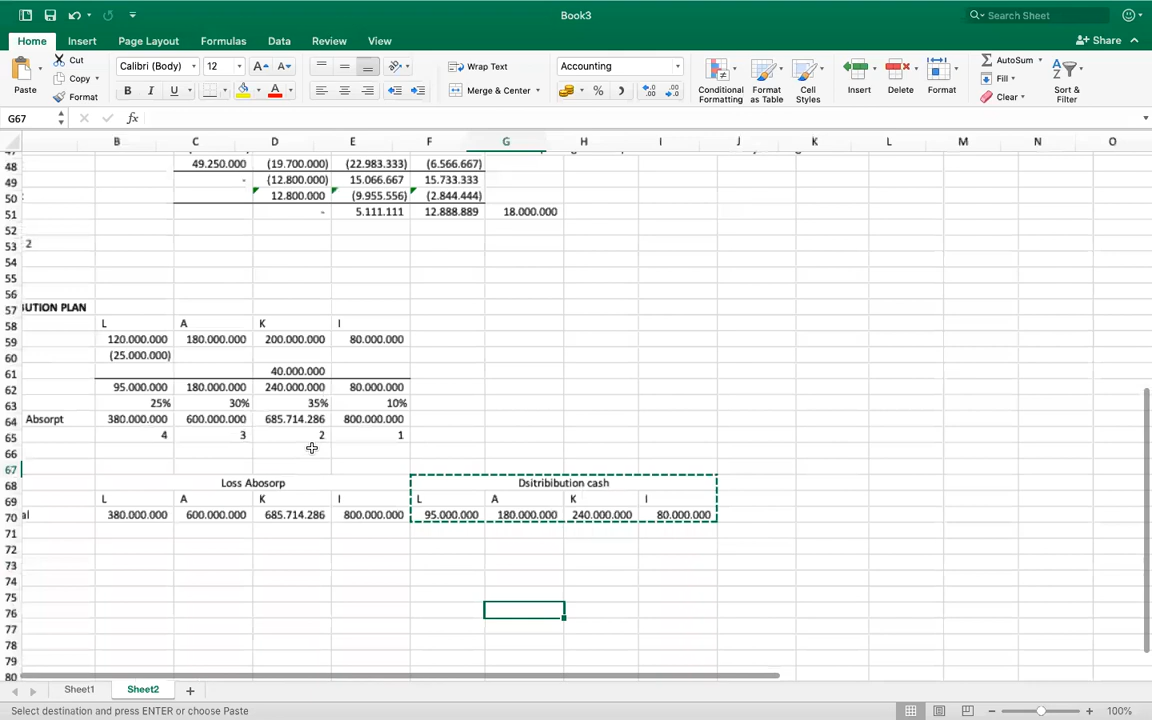 Book3
Search Sheet
Home Insert Page Layout Formulas Data Review View
Share
Paste
Cut
Copy
Format
Calibri (Body) 12
A A
B I U
A
Wrap Text
Merge & Center
Accounting
%
Conditional Formatting
Format as Table
Cell Styles
Insert
Delete
Format
AutoSum
Fill
Clear
Sort & Filter
G67 fx
B C D E F G H I J K L M N O
48 49.250.000 (19.700.000) (22.983.333) (6.566.667)
49 - (12.800.000) 15.066.667 15.733.333
50 12.800.000 (9.955.556) (2.844.444)
51 - 5.111.111 12.888.889 18.000.000
52
53 2
54
55
56
57 BUTION PLAN
58 L A K I
59 120.000.000 180.000.000 200.000.000 80.000.000
60 (25.000.000)
61 40.000.000
62 95.000.000 180.000.000 240.000.000 80.000.000
63 25% 30% 35% 10%
64 Absorpt 380.000.000 600.000.000 685.714.286 800.000.000
65 4 3 2 1
66
67
68 Loss Abosorp Dsitribibution cash
69 L A K I L A K I
70 al 380.000.000 600.000.000 685.714.286 800.000.000 95.000.000 180.000.000 240.000.000 80.000.000
71
72
73
74
75
76
77
78
79
80
Sheet1 Sheet2
Select destination and press ENTER or choose Paste
100%